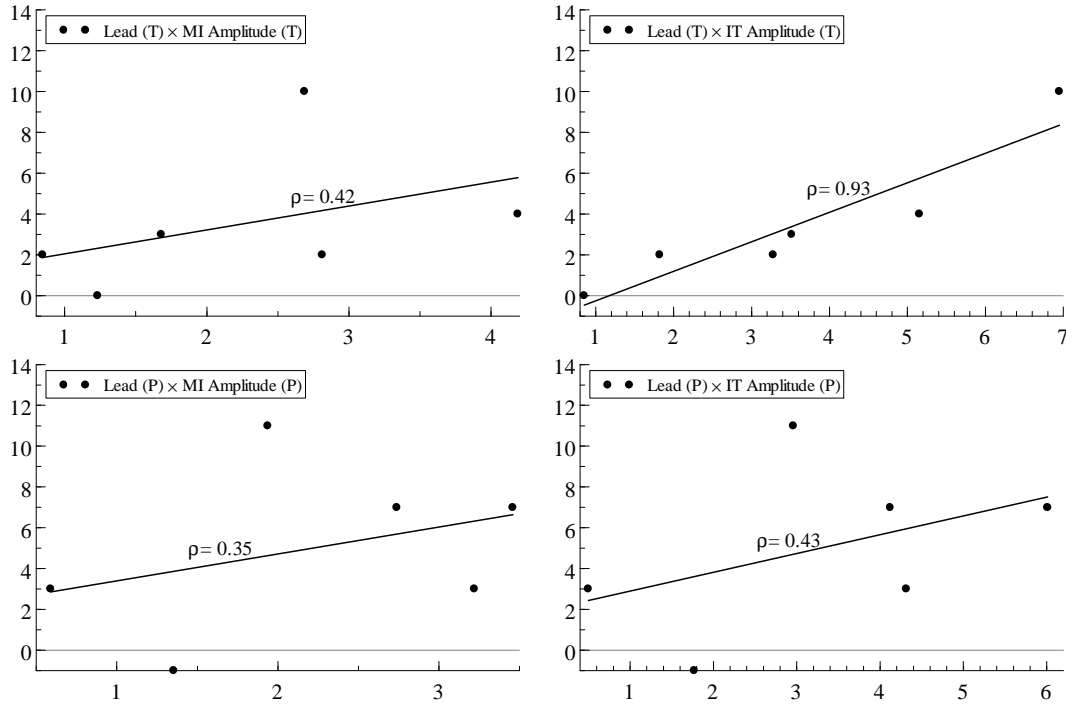 14
12
10
8
6
4
2
0
Lead (T) × MI Amplitude (T)
ρ= 0.42
1 2 3 4
14
12
10
8
6
4
2
0
Lead (T) × IT Amplitude (T)
ρ= 0.93
1 2 3 4 5 6 7
14
12
10
8
6
4
2
0
Lead (P) × MI Amplitude (P)
ρ= 0.35
1 2 3
14
12
10
8
6
4
2
0
Lead (P) × IT Amplitude (P)
ρ= 0.43
1 2 3 4 5 6